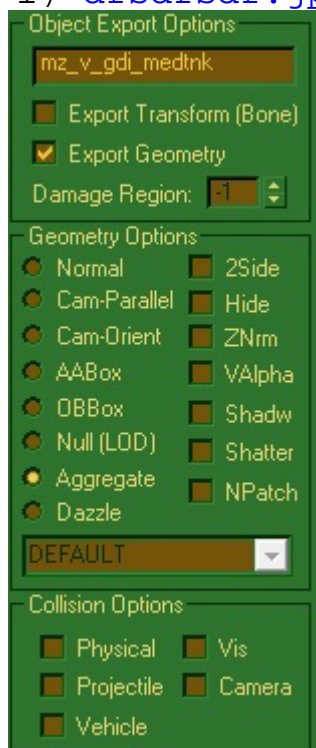 Object Export Options
mz_v_gdi_medtnk
Export Transform (Bone)
Export Geometry
Damage Region: -1
Geometry Options
Normal 2Side
Cam-Parallel Hide
Cam-Orient ZNrm
AABox VAlpha
OBBox Shadw
Null (LOD) Shatter
Aggregate NPatch
Dazzle
DEFAULT
Collision Options
Physical Vis
Projectile Camera
Vehicle